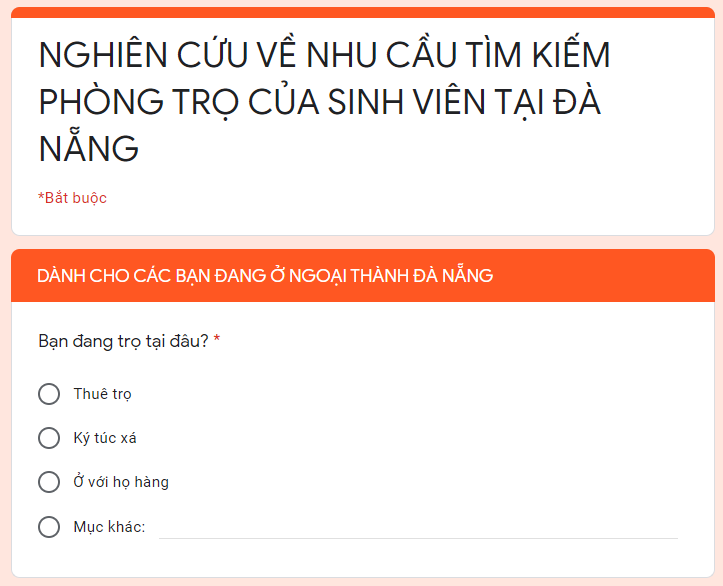 NGHIÊN CỨU VỀ NHU CẦU TÌM KIẾM
PHÒNG TRỌ CỦA SINH VIÊN TẠI ĐÀ
NẴNG
*Bắt buộc
DÀNH CHO CÁC BẠN ĐANG Ở NGOẠI THÀNH ĐÀ NẴNG
Bạn đang trọ tại đâu? *
Thuê trọ
Ký túc xá
Ở với họ hàng
Mục khác: